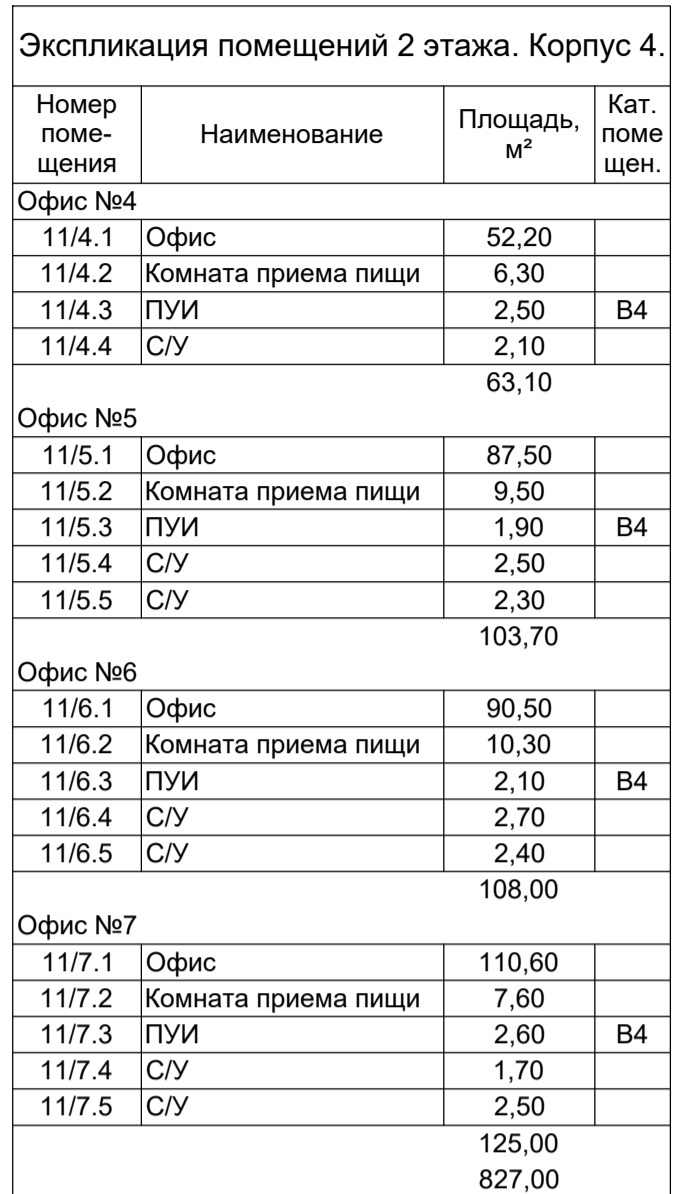 Экспликация помещений 2 этажа. Корпус 4.
Номер поме-щения Наименование Площадь, м² Кат. поме щен.
Офис №4
11/4.1 Офис 52,20
11/4.2 Комната приема пищи 6,30
11/4.3 ПУИ 2,50 В4
11/4.4 С/У 2,10
63,10
Офис №5
11/5.1 Офис 87,50
11/5.2 Комната приема пищи 9,50
11/5.3 ПУИ 1,90 В4
11/5.4 С/У 2,50
11/5.5 С/У 2,30
103,70
Офис №6
11/6.1 Офис 90,50
11/6.2 Комната приема пищи 10,30
11/6.3 ПУИ 2,10 В4
11/6.4 С/У 2,70
11/6.5 С/У 2,40
108,00
Офис №7
11/7.1 Офис 110,60
11/7.2 Комната приема пищи 7,60
11/7.3 ПУИ 2,60 В4
11/7.4 С/У 1,70
11/7.5 С/У 2,50
125,00
827,00